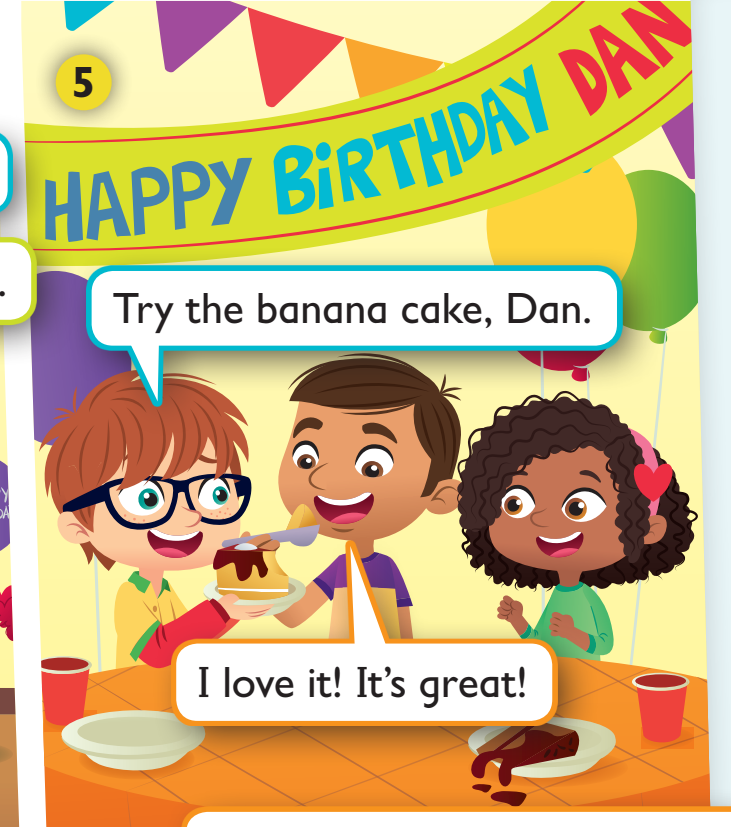 5
HAPPY BIRTHDAY DAN
Try the banana cake, Dan.
I love it! It's great!